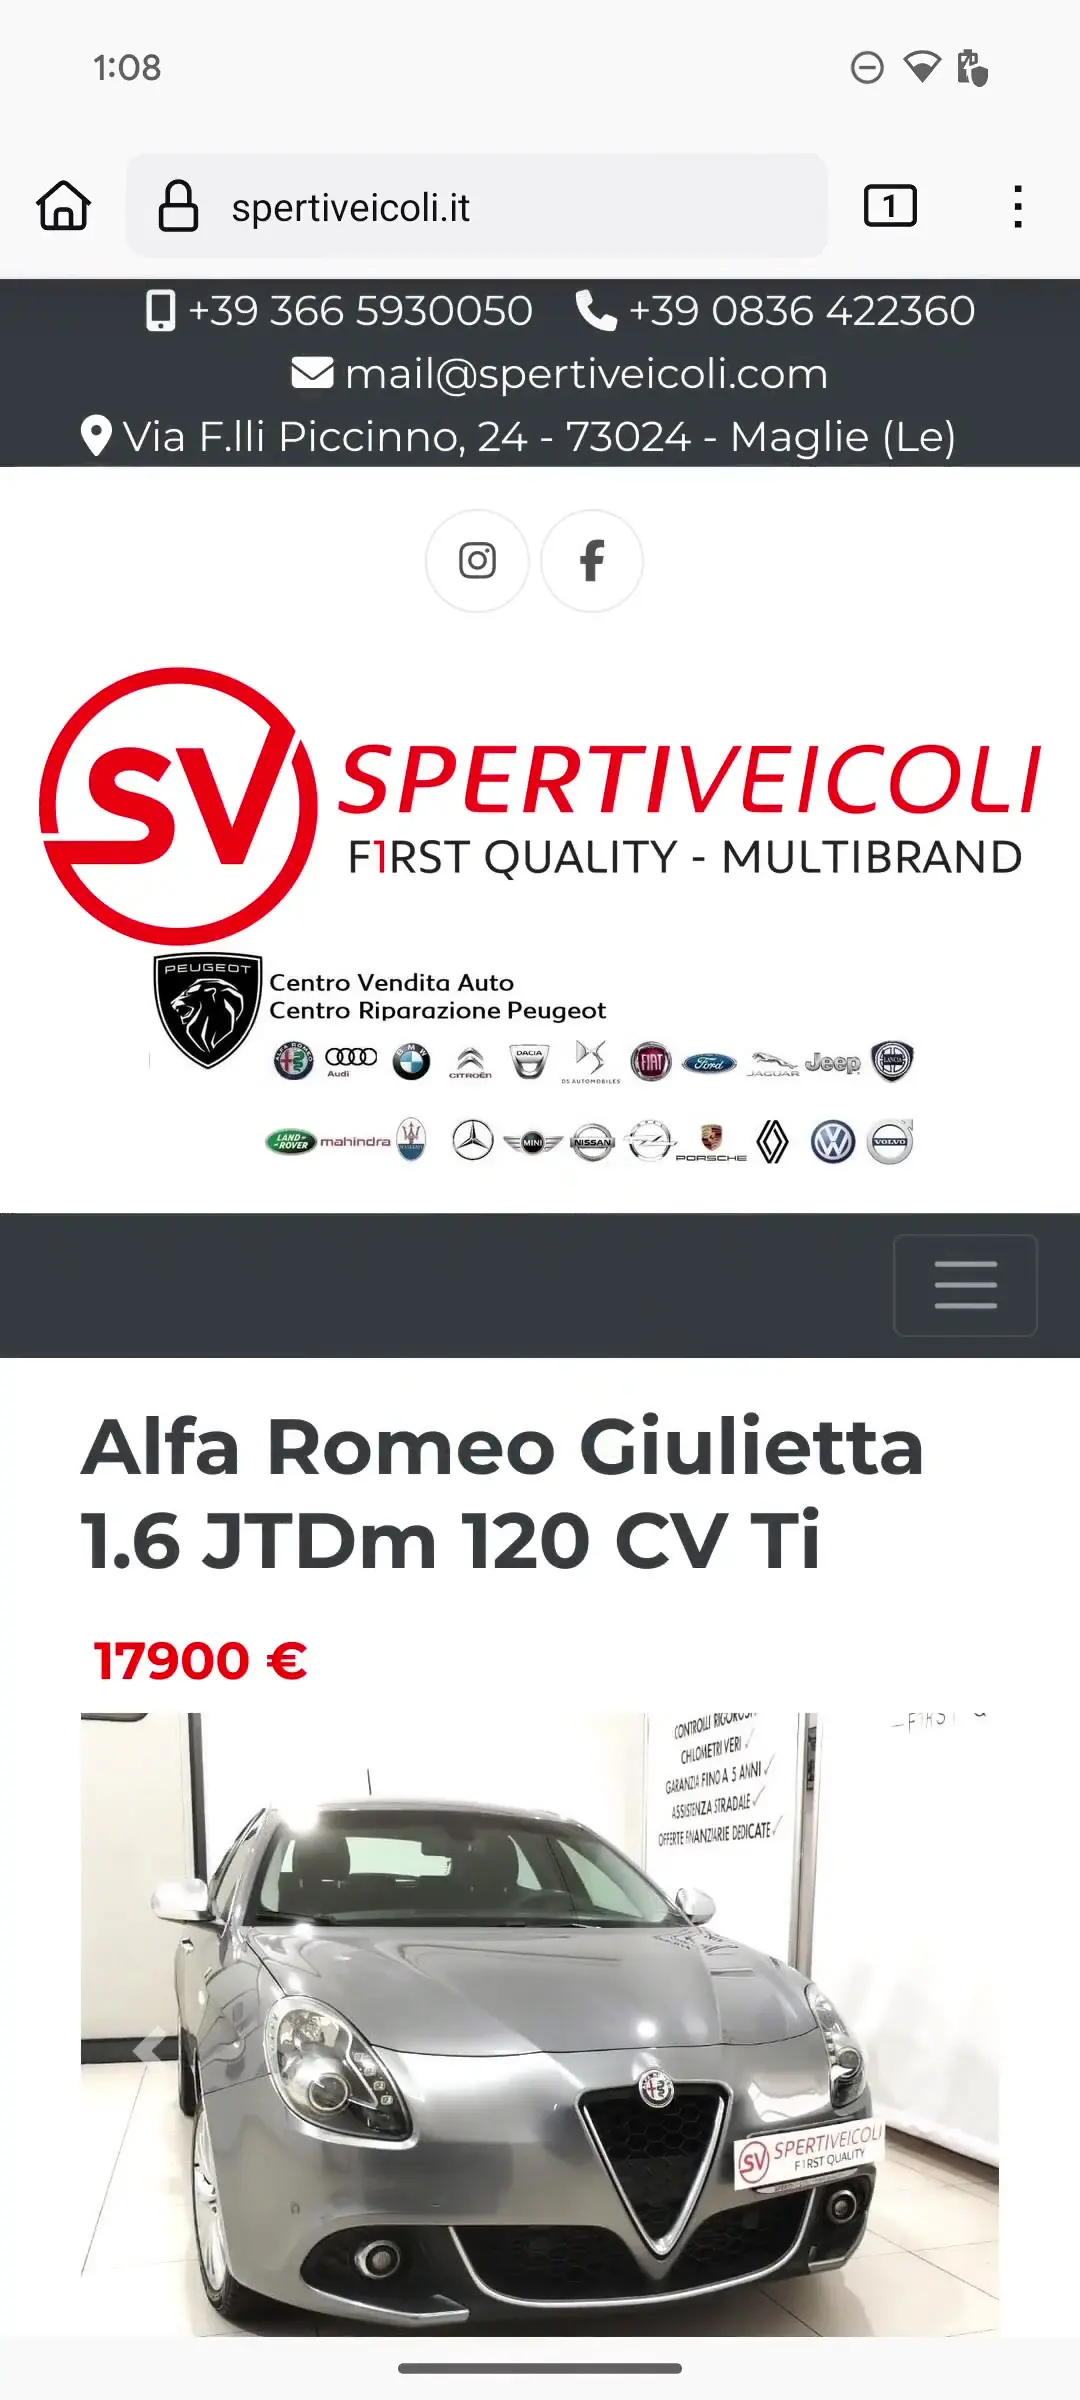 1:08
spertiveicoli.it
1
+39 366 5930050 +39 0836 422360
mail@spertiveicoli.com
Via F.lli Piccinno, 24 - 73024 - Maglie (Le)
SV
SPERTIVEICOLI
F1RST QUALITY - MULTIBRAND
PEUGEOT
Centro Vendita Auto
Centro Riparazione Peugeot
ALFA ROMEO Audi BMW CITROËN DACIA DS AUTOMOBILES FIAT Ford JAGUAR Jeep LANCIA
LAND ROVER mahindra MINI NISSAN PORSCHE VW VOLVO
Alfa Romeo Giulietta
1.6 JTDm 120 CV Ti
17900 €
CONTROLLI RIGOROSI
CHILOMETRI VERI
GARANZIA FINO A 5 ANNI
ASSISTENZA STRADALE
OFFERTE FINANZIARIE DEDICATE
SV SPERTIVEICOLI
F1RST QUALITY